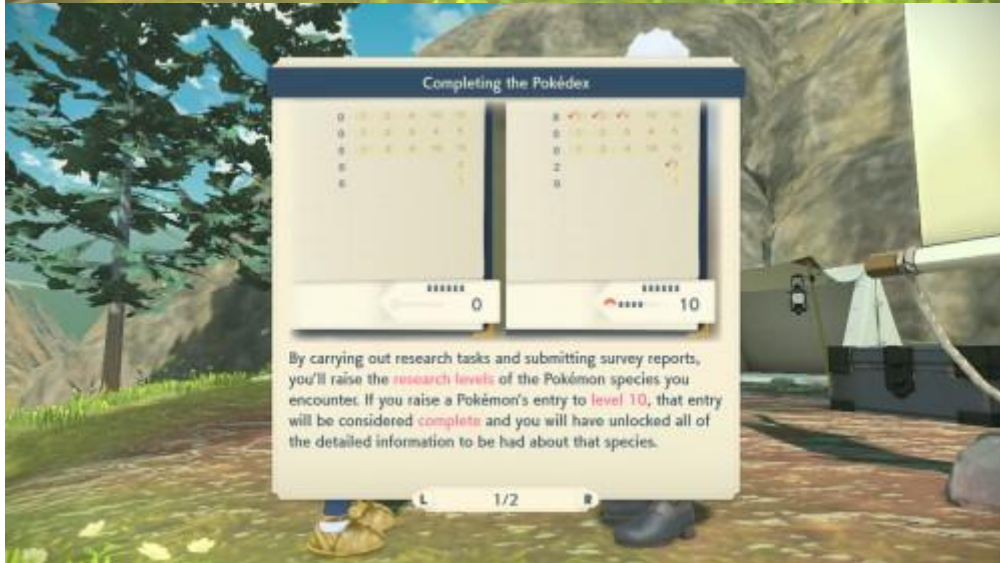 Completing the Pokédex
0
10
By carrying out research tasks and submitting survey reports,
you'll raise the research levels of the Pokémon species you
encounter. If you raise a Pokémon's entry to level 10, that entry
will be considered complete and you will have unlocked all of
the detailed information to be had about that species.
L 1/2 R